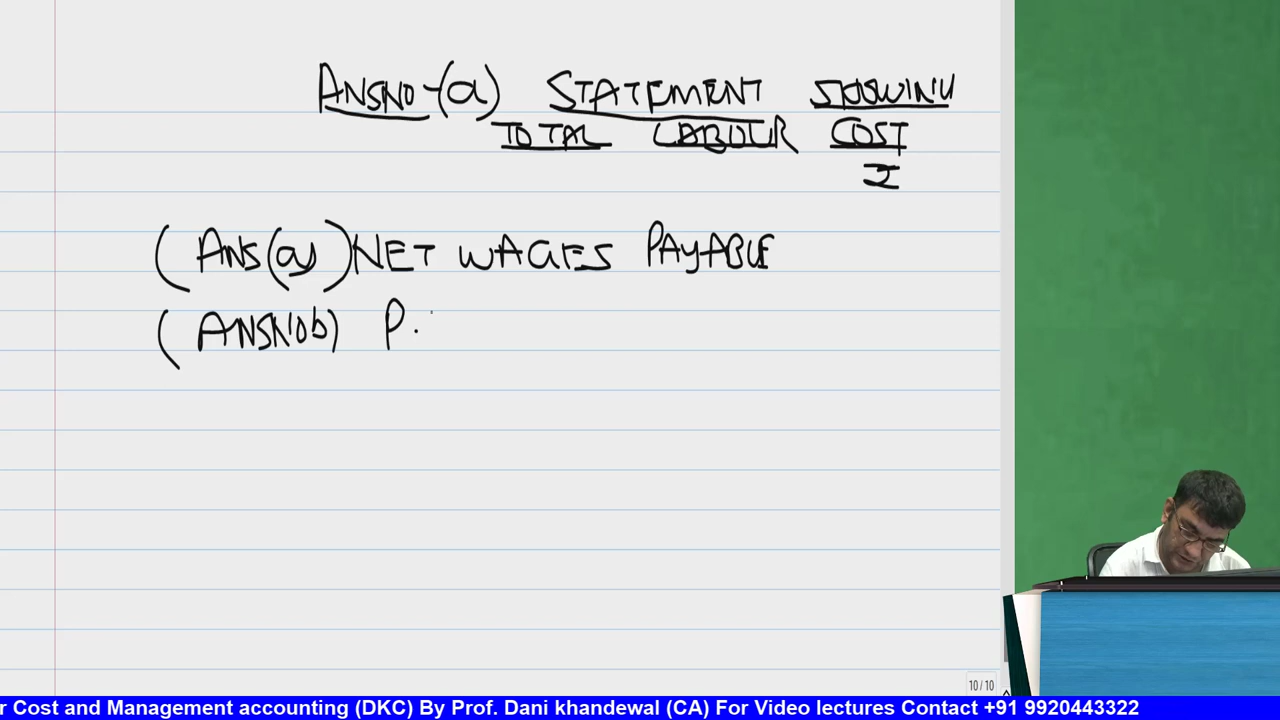 ANSNO-(a) STATEMENT SHOWING
TOTAL LABOUR COST
₹
(Ans(a)) NET WAGES PAYABLE
(ANSNO b) P.
10/10
r Cost and Management accounting (DKC) By Prof. Dani khandewal (CA) For Video lectures Contact +91 9920443322